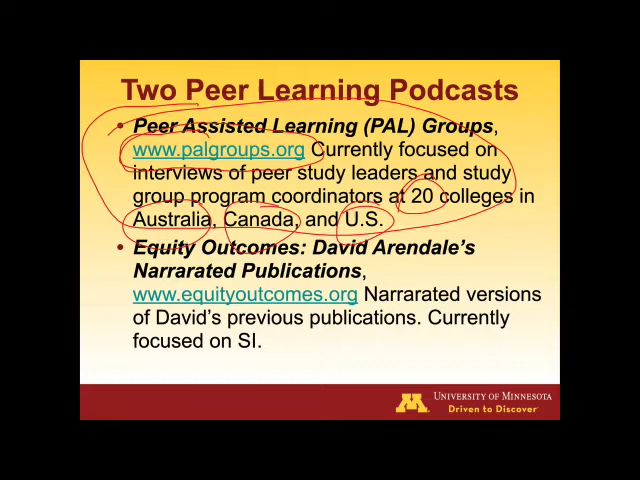 Two Peer Learning Podcasts
• Peer Assisted Learning (PAL) Groups,
www.palgroups.org Currently focused on
interviews of peer study leaders and study
group program coordinators at 20 colleges in
Australia, Canada, and U.S.
• Equity Outcomes: David Arendale's
Narrarated Publications,
www.equityoutcomes.org Narrarated versions
of David's previous publications. Currently
focused on SI.
M UNIVERSITY OF MINNESOTA
Driven to Discover